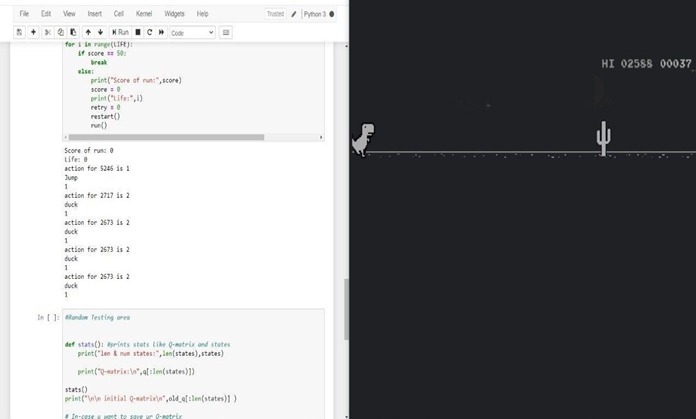 File Edit View Insert Cell Kernel Widgets Help Trusted Python 3
Run Code
for i in range(LIFE):
if score == 50:
break
else:
print("Score of run:",score)
score = 0
print("Life:",i)
retry = 0
restart()
run()
Score of run: 0
Life: 0
action for 5246 is 1
Jump
1
action for 2717 is 2
duck
1
action for 2673 is 2
duck
1
action for 2673 is 2
duck
1
action for 2673 is 2
duck
1
In [ ]: #Random Testing area
def stats(): #prints stats like Q-matrix and states
print("len & num states:",len(states),states)
print("Q-matrix:\n",q[:len(states)])
stats()
print("\n\n initial Q-matrix\n",old_q[:len(states)] )
# In-case u want to save ur Q-matrix
HI 02588 00037